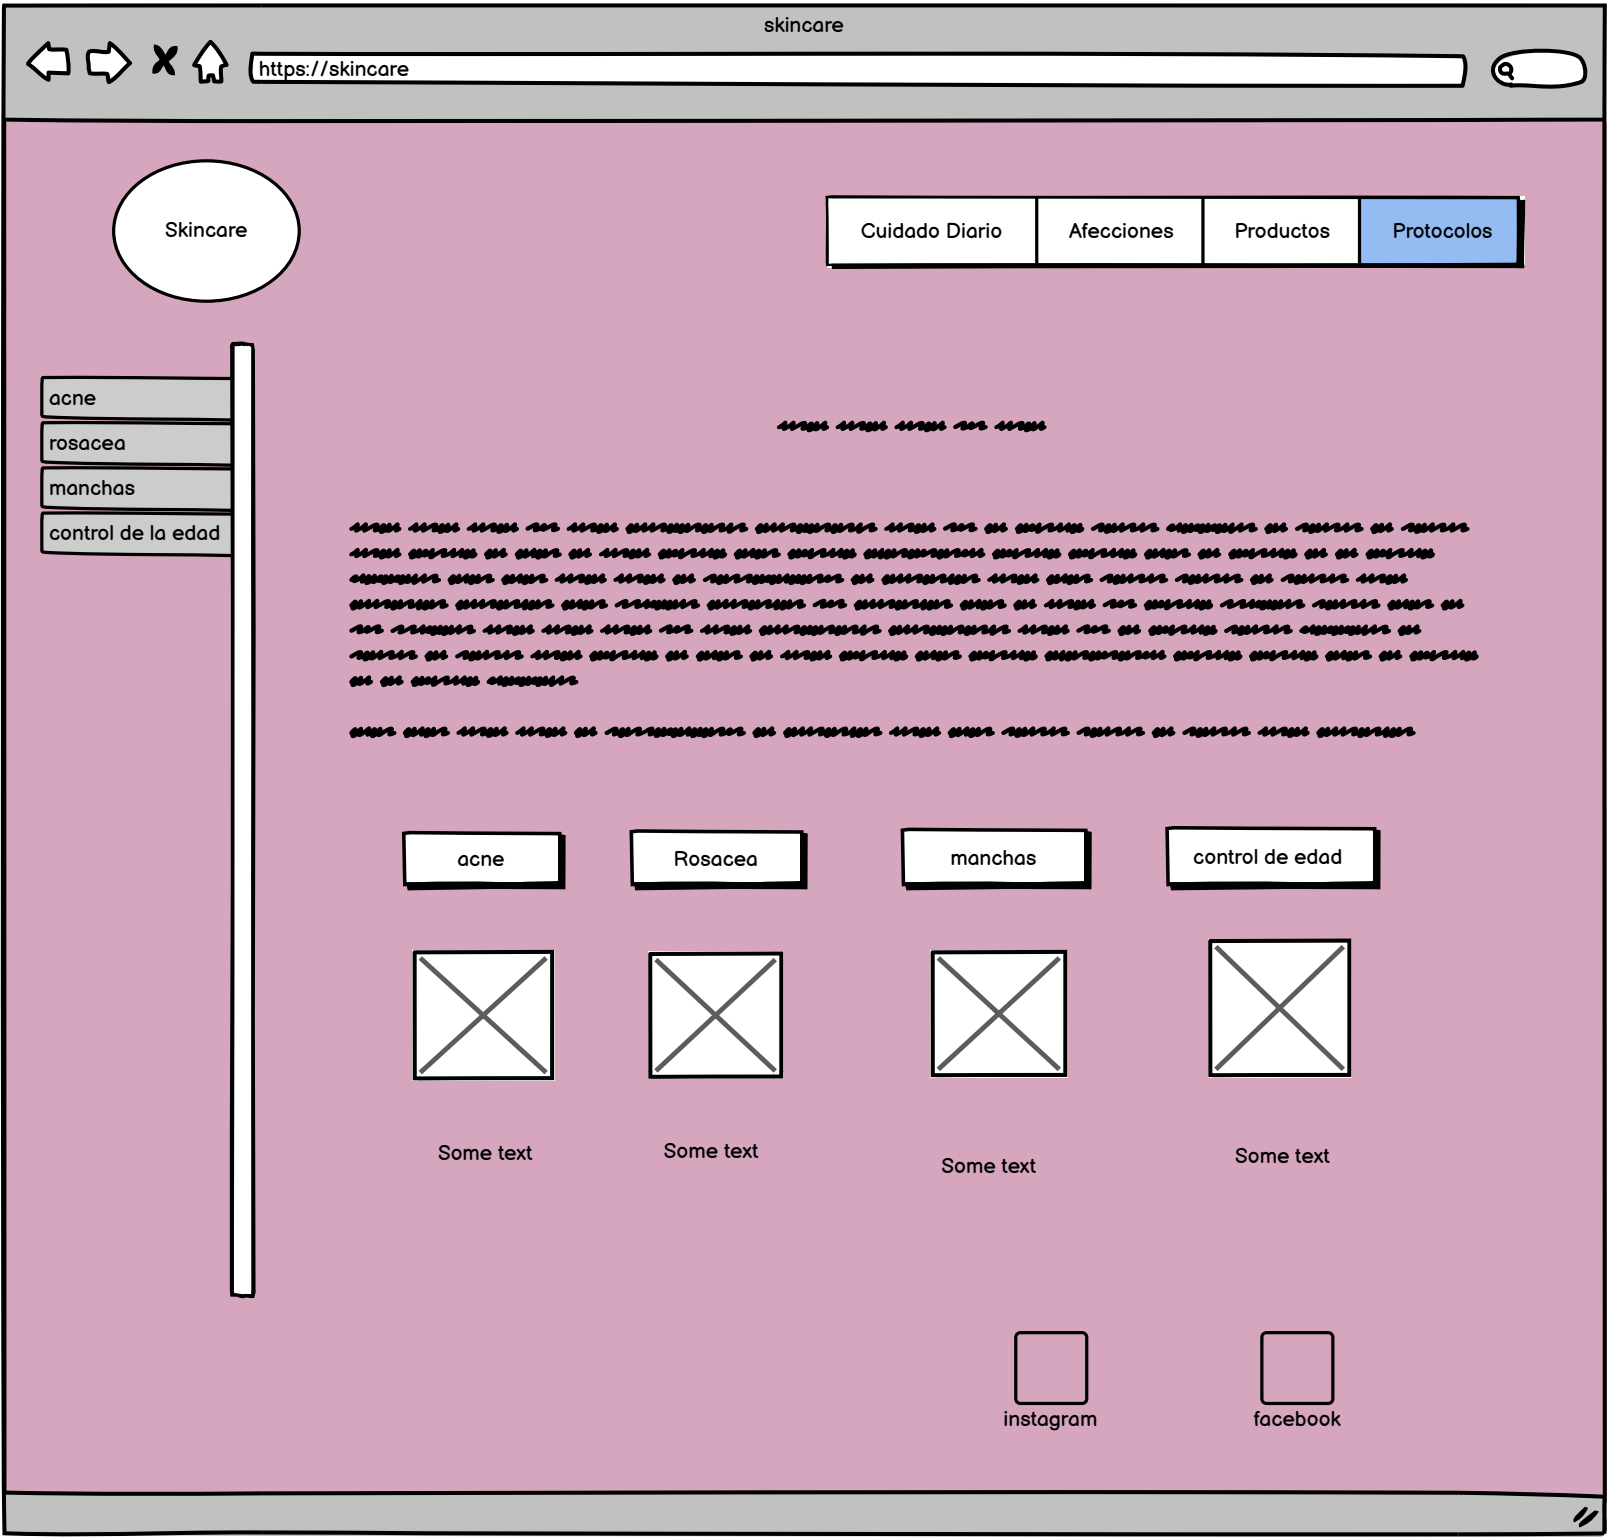 skincare
https://skincare
Skincare
Cuidado Diario
Afecciones
Productos
Protocolos
acne
rosacea
manchas
control de la edad
acne
Rosacea
manchas
control de edad
Some text
Some text
Some text
Some text
instagram
facebook